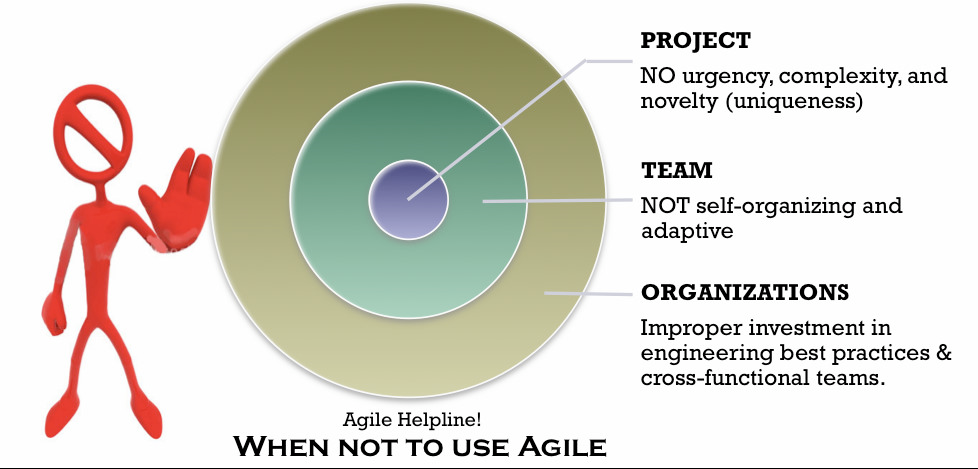 PROJECT
NO urgency, complexity, and
novelty (uniqueness)
TEAM
NOT self-organizing and
adaptive
ORGANIZATIONS
Improper investment in
engineering best practices &
cross-functional teams.
Agile Helpline!
WHEN NOT TO USE AGILE